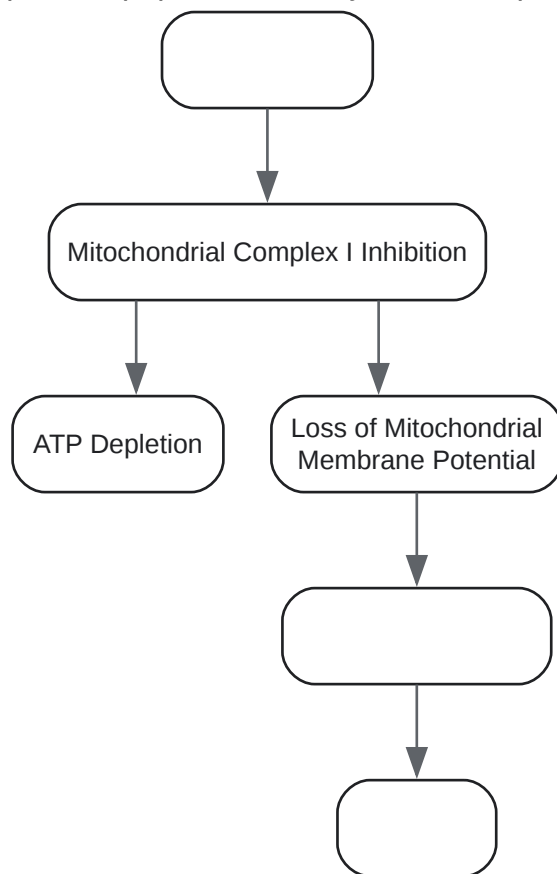 Mitochondrial Complex I Inhibition
ATP Depletion
Loss of Mitochondrial
Membrane Potential